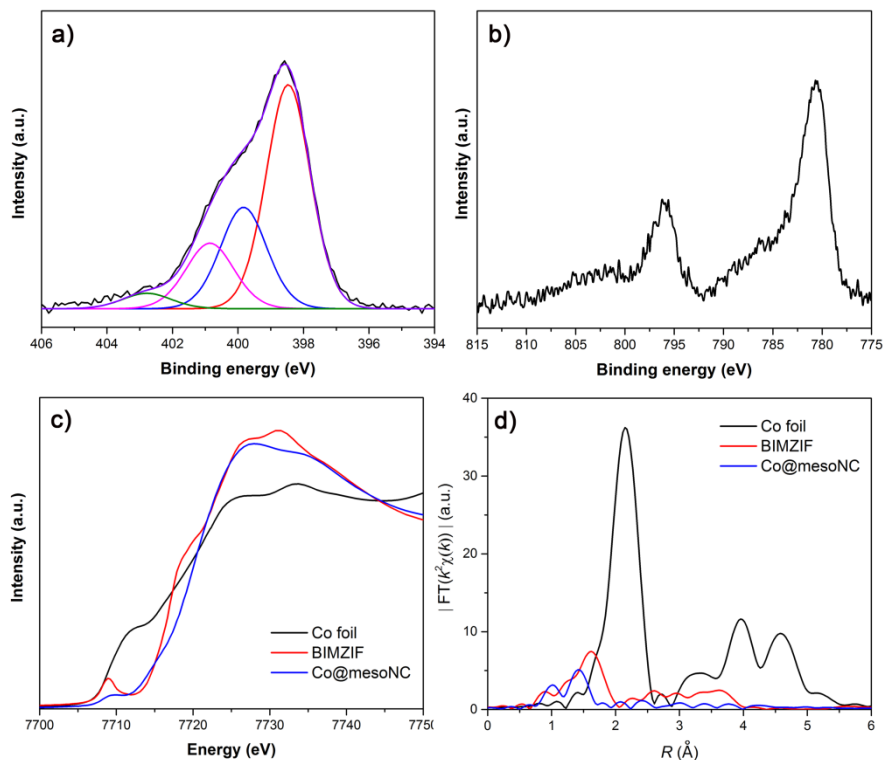 a)
Intensity (a.u.)
406 404 402 400 398 396 394
Binding energy (eV)
b)
Intensity (a.u.)
815 810 805 800 795 790 785 780 775
Binding energy (eV)
c)
Intensity (a.u.)
Co foil
BIMZIF
Co@mesoNC
7700 7710 7720 7730 7740 7750
Energy (eV)
d)
| FT(k²χ(k)) | (a.u.)
40
30
20
10
0
Co foil
BIMZIF
Co@mesoNC
0 1 2 3 4 5 6
R (Å)